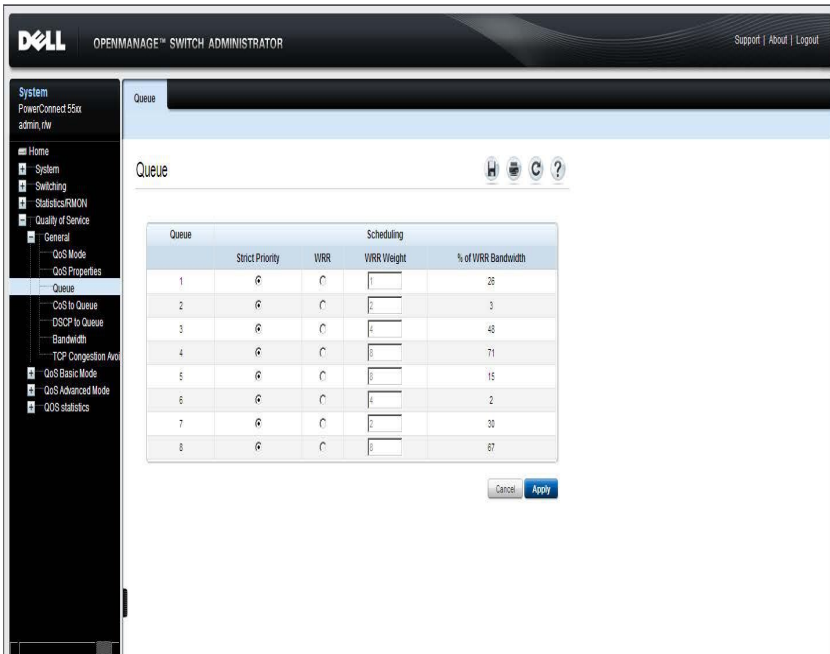 DELL OPENMANAGE™ SWITCH ADMINISTRATOR Support | About | Logout
System
PowerConnect 55xx
admin, r/w
Home
System
Switching
Statistics/RMON
Quality of Service
General
QoS Mode
QoS Properties
Queue
CoS to Queue
DSCP to Queue
Bandwidth
TCP Congestion Avoi
QoS Basic Mode
QoS Advanced Mode
QOS statistics
Queue
Queue
Queue Scheduling
Strict Priority WRR WRR Weight % of WRR Bandwidth
1 1 26
2 2 3
3 4 48
4 8 71
5 8 15
6 4 2
7 2 30
8 8 67
Cancel Apply